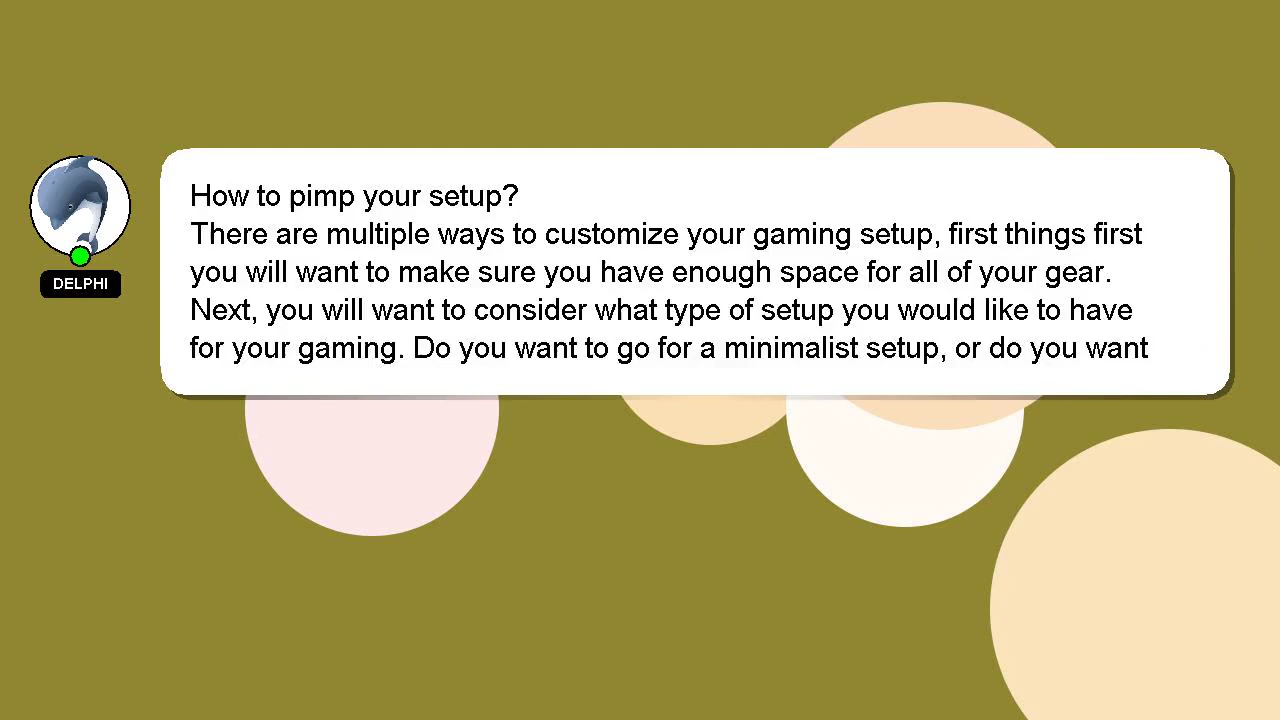 How to pimp your setup?
There are multiple ways to customize your gaming setup, first things first
you will want to make sure you have enough space for all of your gear.
Next, you will want to consider what type of setup you would like to have
for your gaming. Do you want to go for a minimalist setup, or do you want
DELPHI